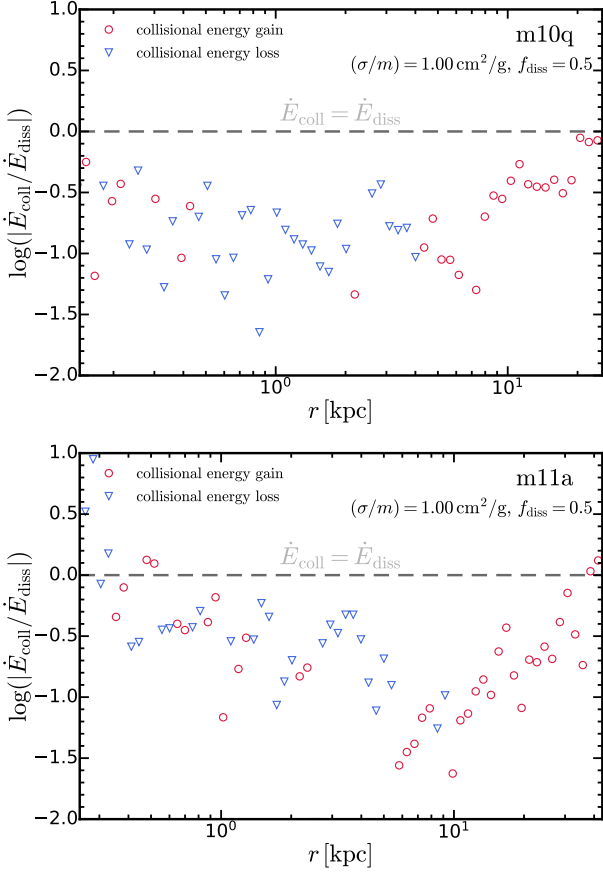 1.0
0.5
0.0
−0.5
−1.0
−1.5
−2.0
log(|Ė_coll/Ė_diss|)
collisional energy gain
collisional energy loss
m10q
(σ/m) = 1.00 cm²/g, f_diss = 0.5
Ė_coll = Ė_diss
10⁰
10¹
r [kpc]
1.0
0.5
0.0
−0.5
−1.0
−1.5
−2.0
log(|Ė_coll/Ė_diss|)
collisional energy gain
collisional energy loss
m11a
(σ/m) = 1.00 cm²/g, f_diss = 0.5
Ė_coll = Ė_diss
10⁰
10¹
r [kpc]